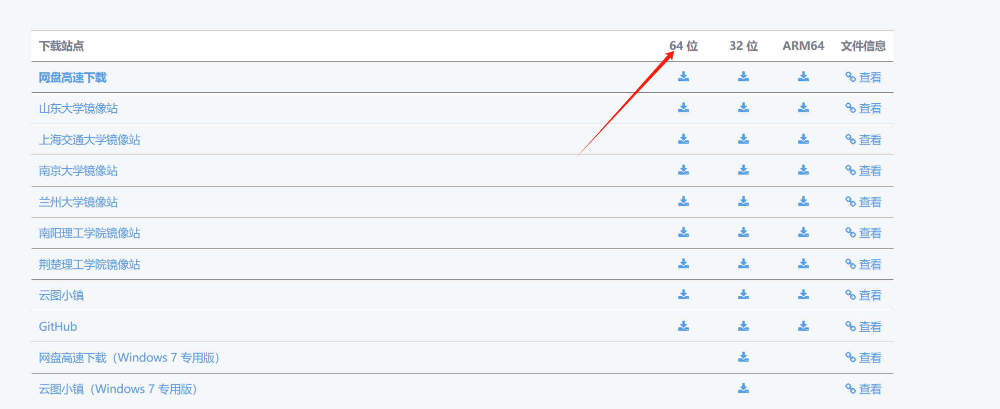 下载站点 64 位 32 位 ARM64 文件信息
网盘高速下载 查看
山东大学镜像站 查看
上海交通大学镜像站 查看
南京大学镜像站 查看
兰州大学镜像站 查看
南阳理工学院镜像站 查看
荆楚理工学院镜像站 查看
云图小镇 查看
GitHub 查看
网盘高速下载（Windows 7 专用版） 查看
云图小镇（Windows 7 专用版） 查看